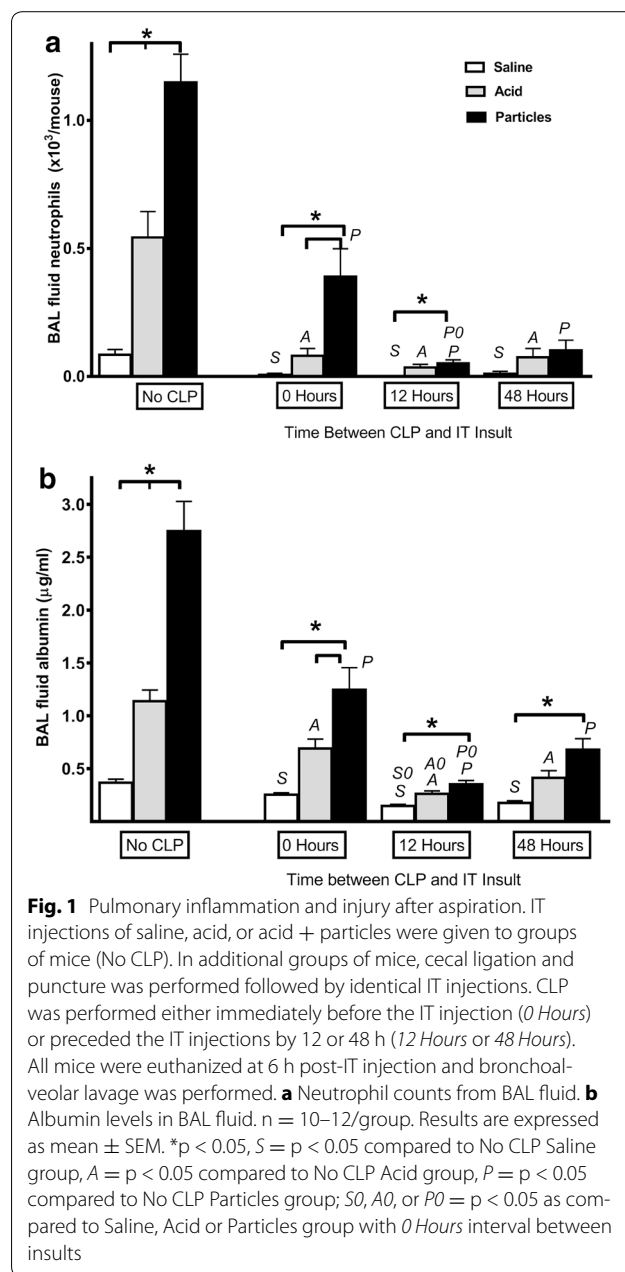 a
*
Saline
Acid
Particles
BAL fluid neutrophils (x10³/mouse)
1.0
0.5
0.0
*
S
A
P
*
S
A
P0
P
S
A
P
No CLP
0 Hours
12 Hours
48 Hours
Time Between CLP and IT Insult
b
*
BAL fluid albumin (μg/ml)
3.0
2.5
2.0
1.5
1.0
0.5
*
S
A
P
*
S0
S
A0
A
P0
P
*
S
A
P
No CLP
0 Hours
12 Hours
48 Hours
Time between CLP and IT Insult
Fig. 1 Pulmonary inflammation and injury after aspiration. IT
injections of saline, acid, or acid + particles were given to groups
of mice (No CLP). In additional groups of mice, cecal ligation and
puncture was performed followed by identical IT injections. CLP
was performed either immediately before the IT injection (0 Hours)
or preceded the IT injections by 12 or 48 h (12 Hours or 48 Hours).
All mice were euthanized at 6 h post-IT injection and bronchoal-
veolar lavage was performed. a Neutrophil counts from BAL fluid. b
Albumin levels in BAL fluid. n = 10–12/group. Results are expressed
as mean ± SEM. *p < 0.05, S = p < 0.05 compared to No CLP Saline
group, A = p < 0.05 compared to No CLP Acid group, P = p < 0.05
compared to No CLP Particles group; S0, A0, or P0 = p < 0.05 as com-
pared to Saline, Acid or Particles group with 0 Hours interval between
insults